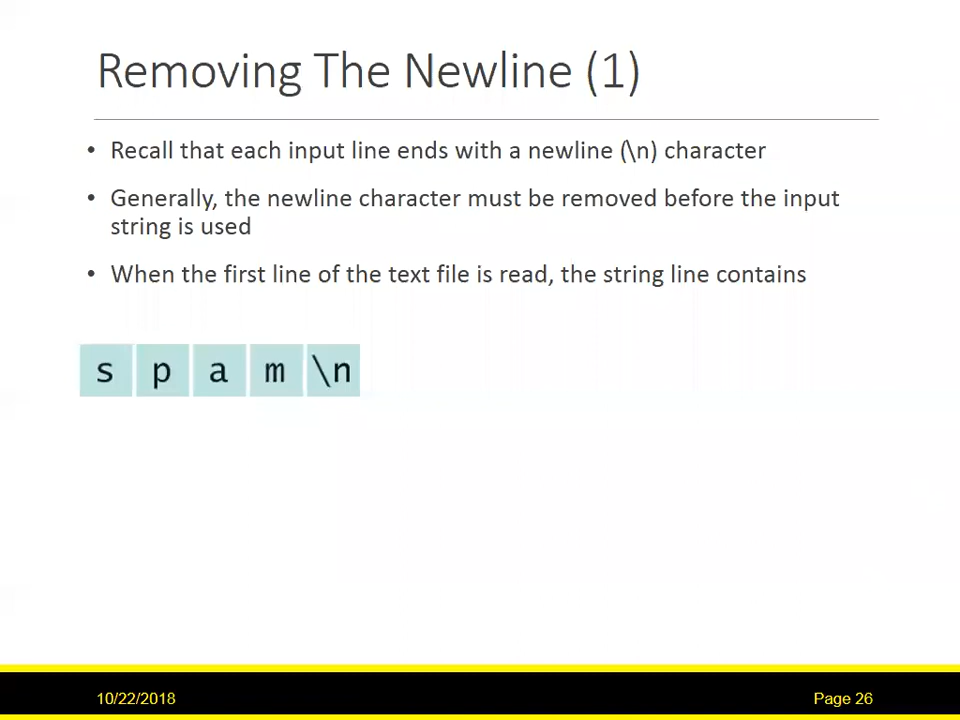 Removing The Newline (1)
• Recall that each input line ends with a newline (\n) character
• Generally, the newline character must be removed before the input
string is used
• When the first line of the text file is read, the string line contains
s p a m \n
10/22/2018 Page 26